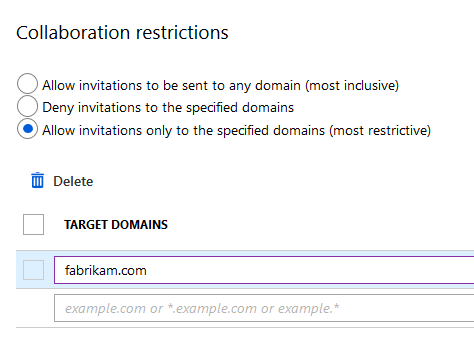 Collaboration restrictions
Allow invitations to be sent to any domain (most inclusive)
Deny invitations to the specified domains
Allow invitations only to the specified domains (most restrictive)
Delete
TARGET DOMAINS
fabrikam.com
example.com or *.example.com or example.*